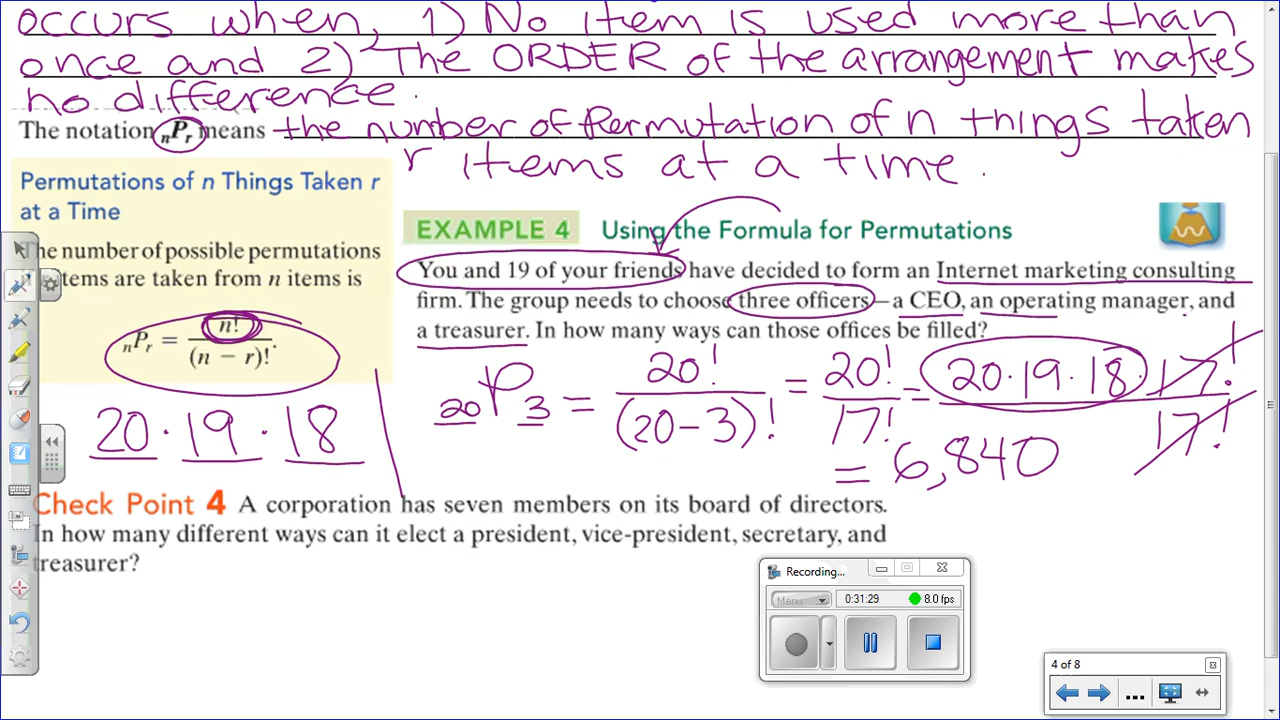 occurs when, 1) No item is used more than
once and 2) The ORDER of the arrangement makes
no difference.
The notation nPr means the number of Permutation of n things taken
r items at a time.
Permutations of n Things Taken r
at a Time
The number of possible permutations
tems are taken from n items is
nPr = n! / (n − r)!.
20 · 19 · 18
EXAMPLE 4 Using the Formula for Permutations
You and 19 of your friends have decided to form an Internet marketing consulting
firm. The group needs to choose three officers—a CEO, an operating manager, and
a treasurer. In how many ways can those offices be filled?
20P3 = 20! / (20-3)! = 20! / 17! = 20·19·18·17! / 17!
= 6,840
Check Point 4 A corporation has seven members on its board of directors.
In how many different ways can it elect a president, vice-president, secretary, and
treasurer?
Recording...
Menu 0:31:29 8.0 fps
4 of 8